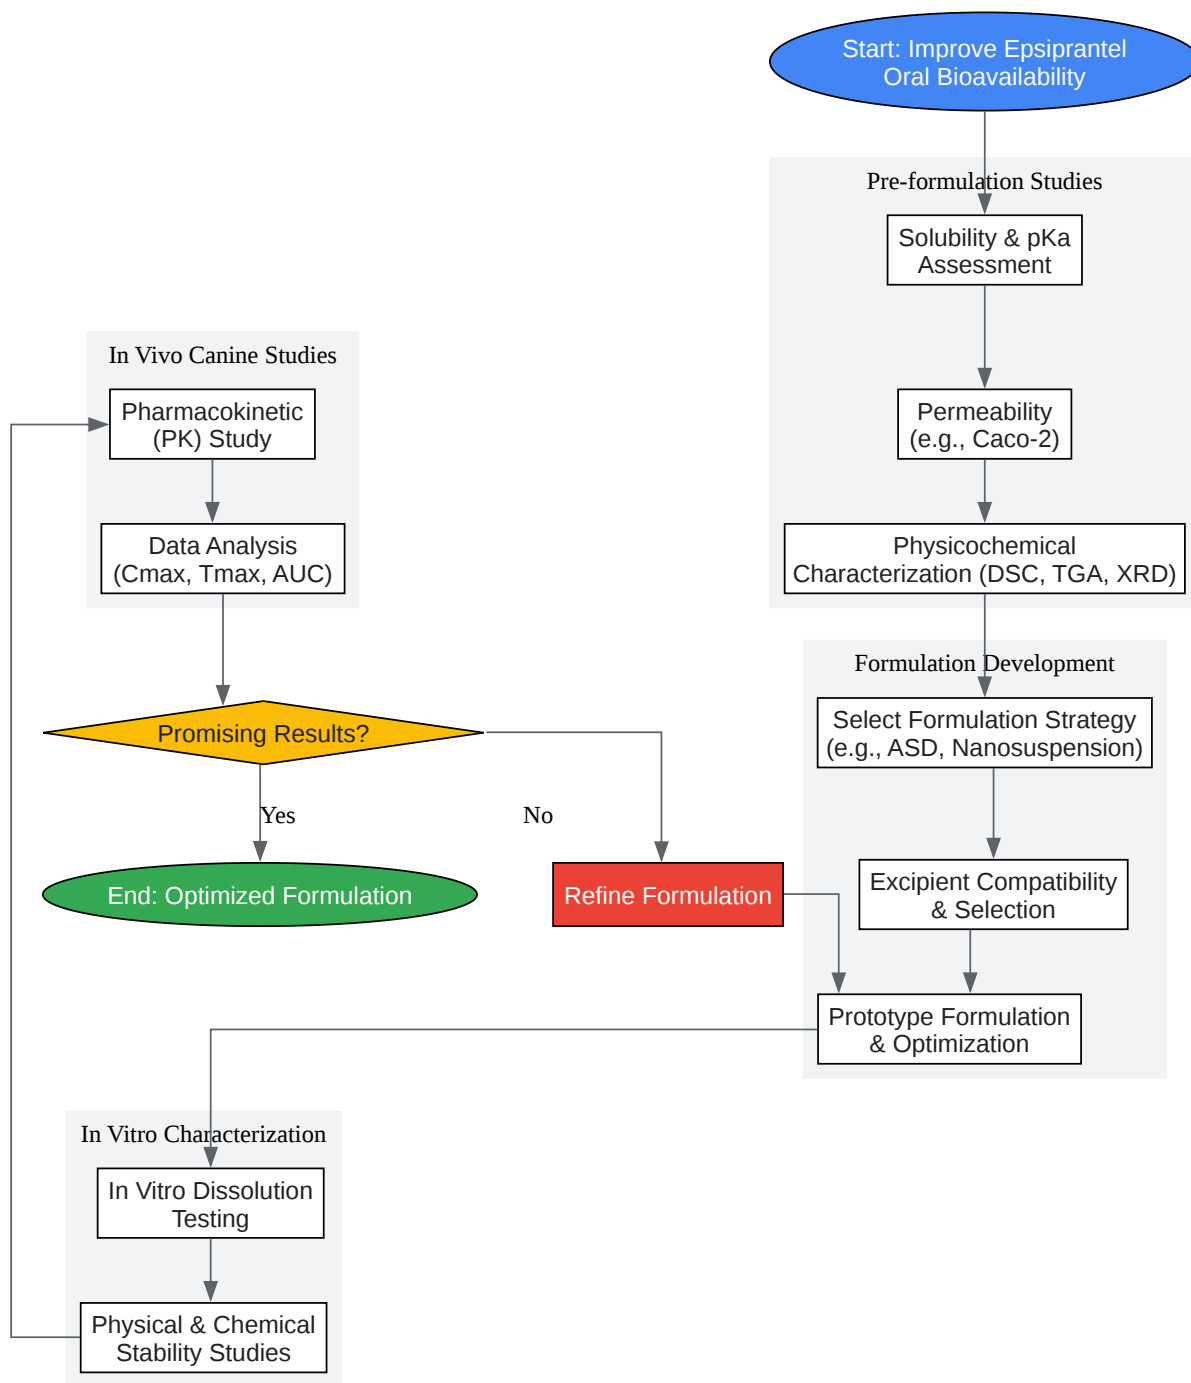 Start: Improve Epsiprantel
Oral Bioavailability
Pre-formulation Studies
Solubility & pKa
Assessment
Permeability
(e.g., Caco-2)
Physicochemical
Characterization (DSC, TGA, XRD)
Formulation Development
Select Formulation Strategy
(e.g., ASD, Nanosuspension)
Excipient Compatibility
& Selection
Prototype Formulation
& Optimization
In Vitro Characterization
In Vitro Dissolution
Testing
Physical & Chemical
Stability Studies
In Vivo Canine Studies
Pharmacokinetic
(PK) Study
Data Analysis
(Cmax, Tmax, AUC)
Promising Results?
Yes
No
End: Optimized Formulation
Refine Formulation